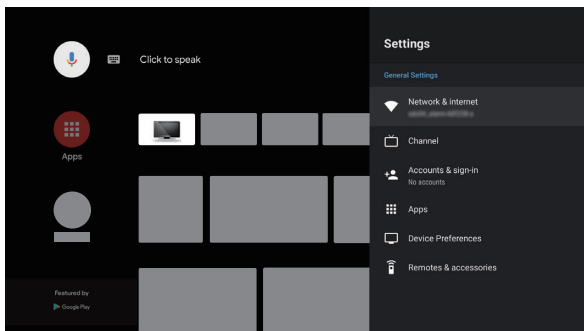 Click to speak
Apps
Featured by
Google Play
Settings
General Settings
Network & internet
Channel
Accounts & sign-in
No accounts
Apps
Device Preferences
Remotes & accessories